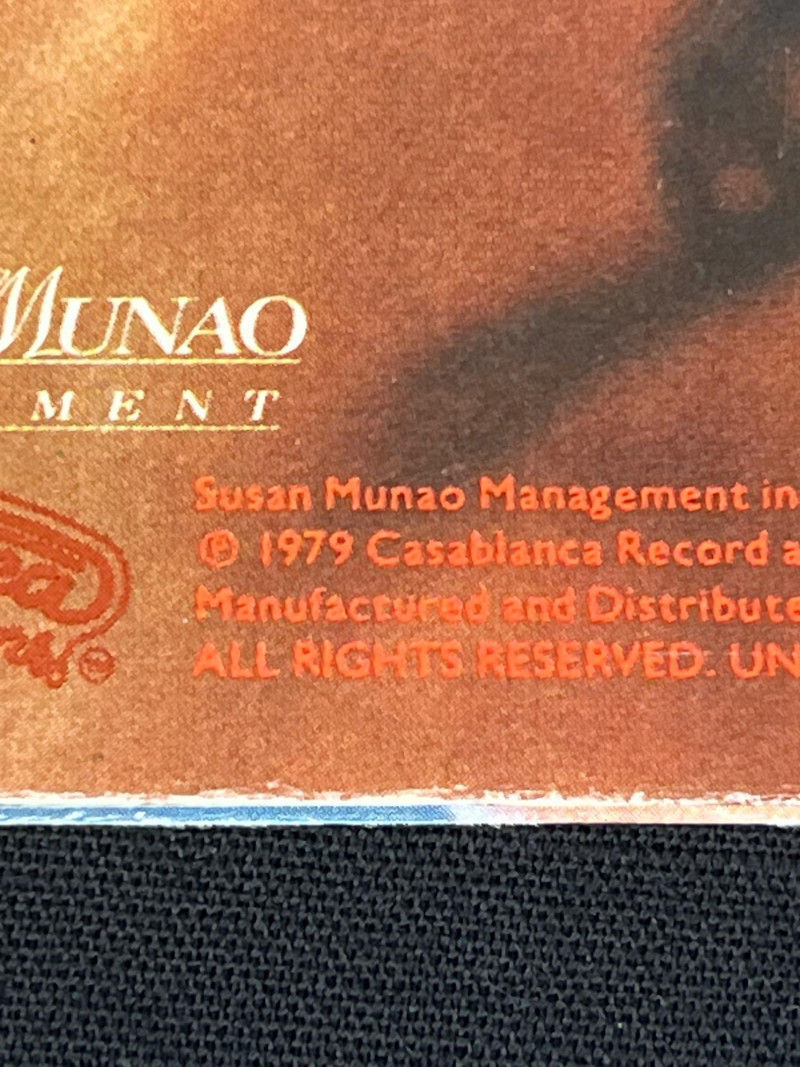 MUNAO
MENT
Susan Munao Management in
℗ 1979 Casablanca Record a
Manufactured and Distribute
ALL RIGHTS RESERVED. UN